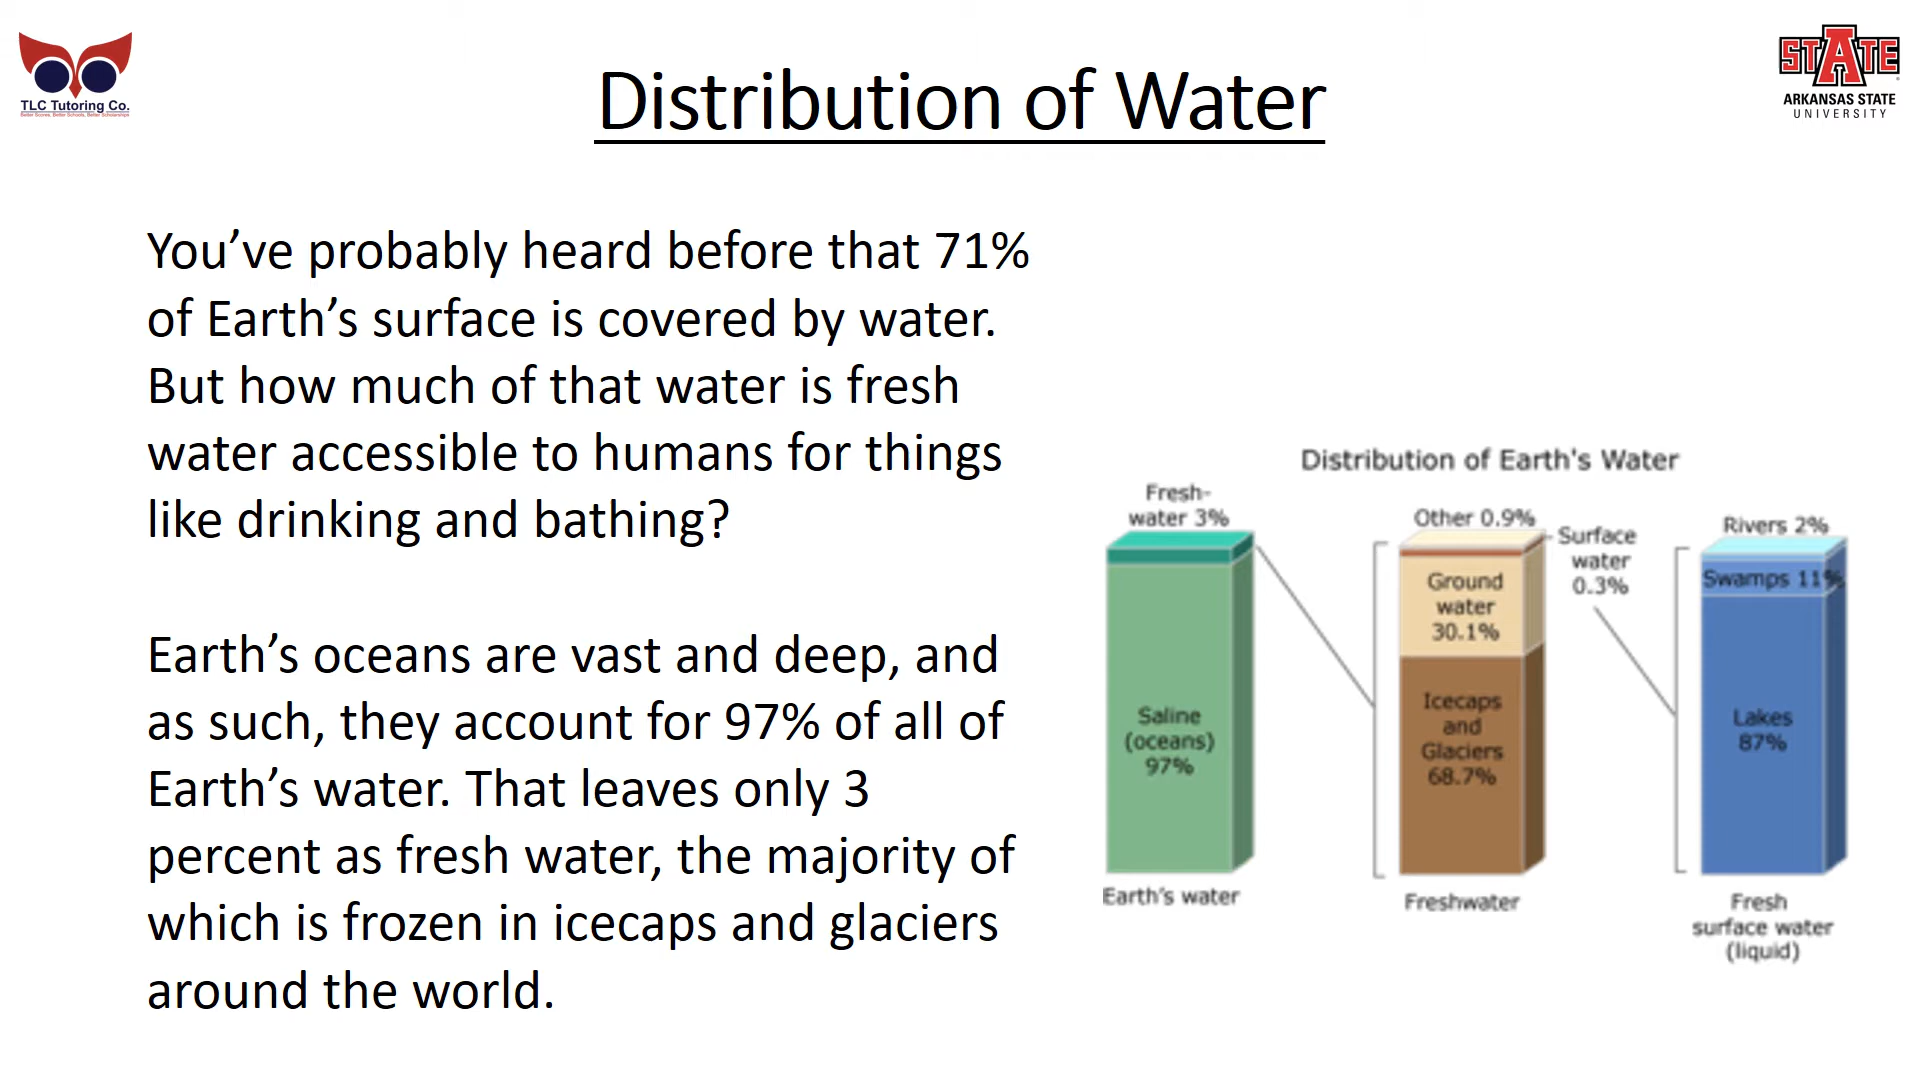 TLC Tutoring Co.
Better Scores, Better Schools, Better Scholarships
STATE
ARKANSAS STATE
UNIVERSITY
Distribution of Water
You’ve probably heard before that 71%
of Earth’s surface is covered by water.
But how much of that water is fresh
water accessible to humans for things
like drinking and bathing?
Earth’s oceans are vast and deep, and
as such, they account for 97% of all of
Earth’s water. That leaves only 3
percent as fresh water, the majority of
which is frozen in icecaps and glaciers
around the world.
Distribution of Earth's Water
Fresh-
water 3%
Saline
(oceans)
97%
Earth's water
Other 0.9%
Surface
water
0.3%
Ground
water
30.1%
Icecaps
and
Glaciers
68.7%
Freshwater
Rivers 2%
Swamps 11%
Lakes
87%
Fresh
surface water
(liquid)